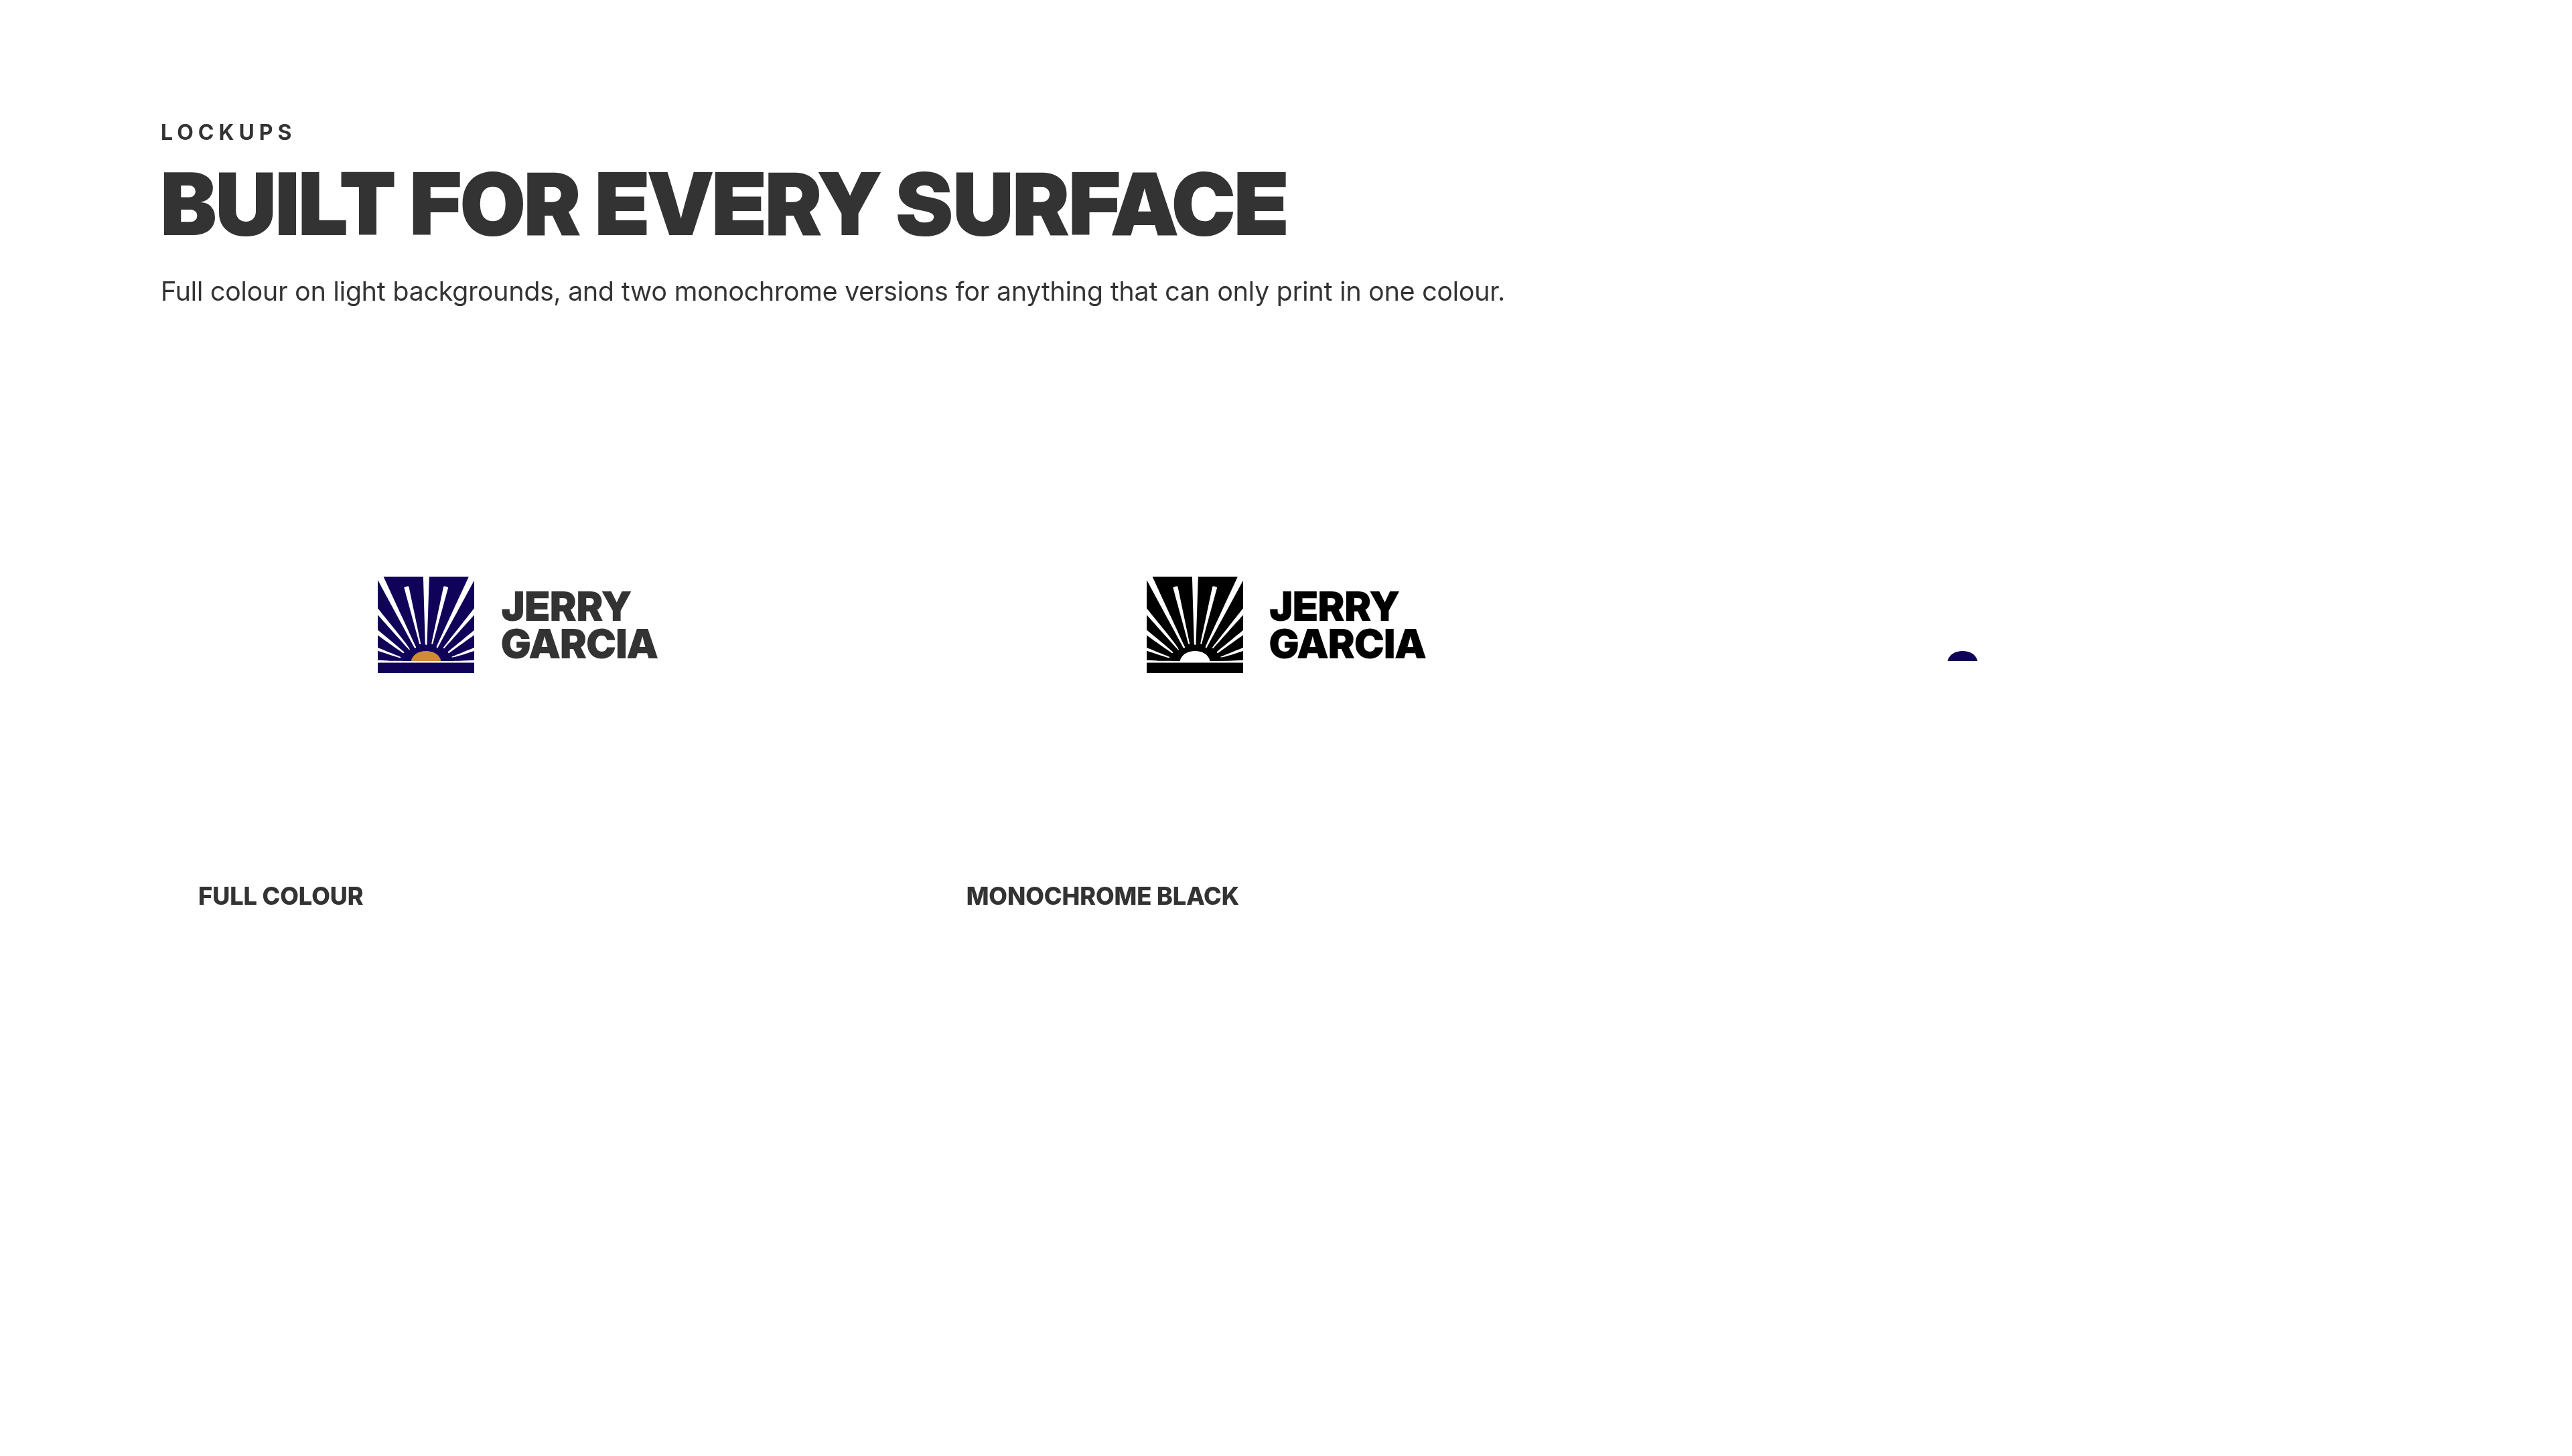 LOCKUPS
BUILT FOR EVERY SURFACE
Full colour on light backgrounds, and two monochrome versions for anything that can only print in one colour.
JERRY
GARCIA
JERRY
GARCIA
FULL COLOUR
MONOCHROME BLACK